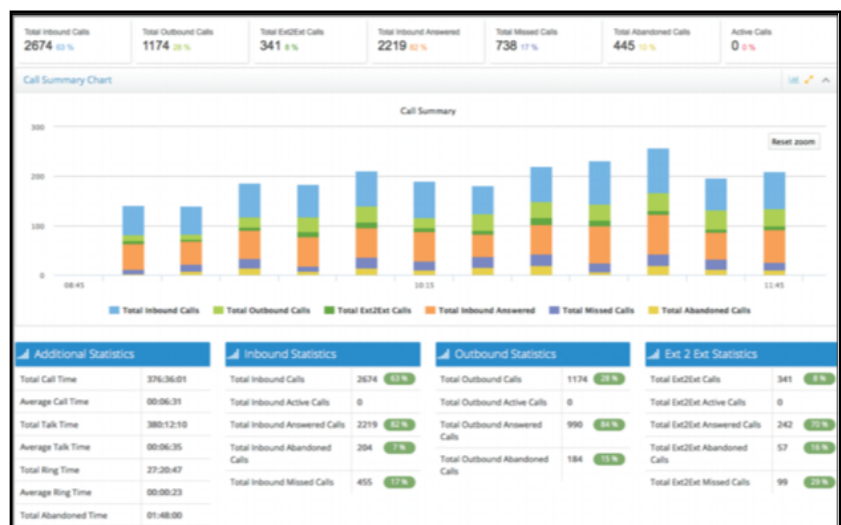 Total Inbound Calls
2674 63 %
Total Outbound Calls
1174 28 %
Total Ext2Ext Calls
341 8 %
Total Inbound Answered
2219 82 %
Total Missed Calls
738 17 %
Total Abandoned Calls
445 10 %
Active Calls
0 0 %
Call Summary Chart
Call Summary
Reset zoom
300
200
100
0
08:45 10:15 11:45
Total Inbound Calls Total Outbound Calls Total Ext2Ext Calls Total Inbound Answered Total Missed Calls Total Abandoned Calls
Additional Statistics
Total Call Time 376:36:01
Average Call Time 00:06:31
Total Talk Time 380:12:10
Average Talk Time 00:06:35
Total Ring Time 27:20:47
Average Ring Time 00:00:23
Total Abandoned Time 01:48:00
Inbound Statistics
Total Inbound Calls 2674 63 %
Total Inbound Active Calls 0
Total Inbound Answered Calls 2219 82 %
Total Inbound Abandoned
Calls 204 7 %
Total Inbound Missed Calls 455 17 %
Outbound Statistics
Total Outbound Calls 1174 28 %
Total Outbound Active Calls 0
Total Outbound Answered
Calls 990 84 %
Total Outbound Abandoned
Calls 184 15 %
Ext 2 Ext Statistics
Total Ext2Ext Calls 341 8 %
Total Ext2Ext Active Calls 0
Total Ext2Ext Answered Calls 242 70 %
Total Ext2Ext Abandoned
Calls 57 16 %
Total Ext2Ext Missed Calls 99 29 %